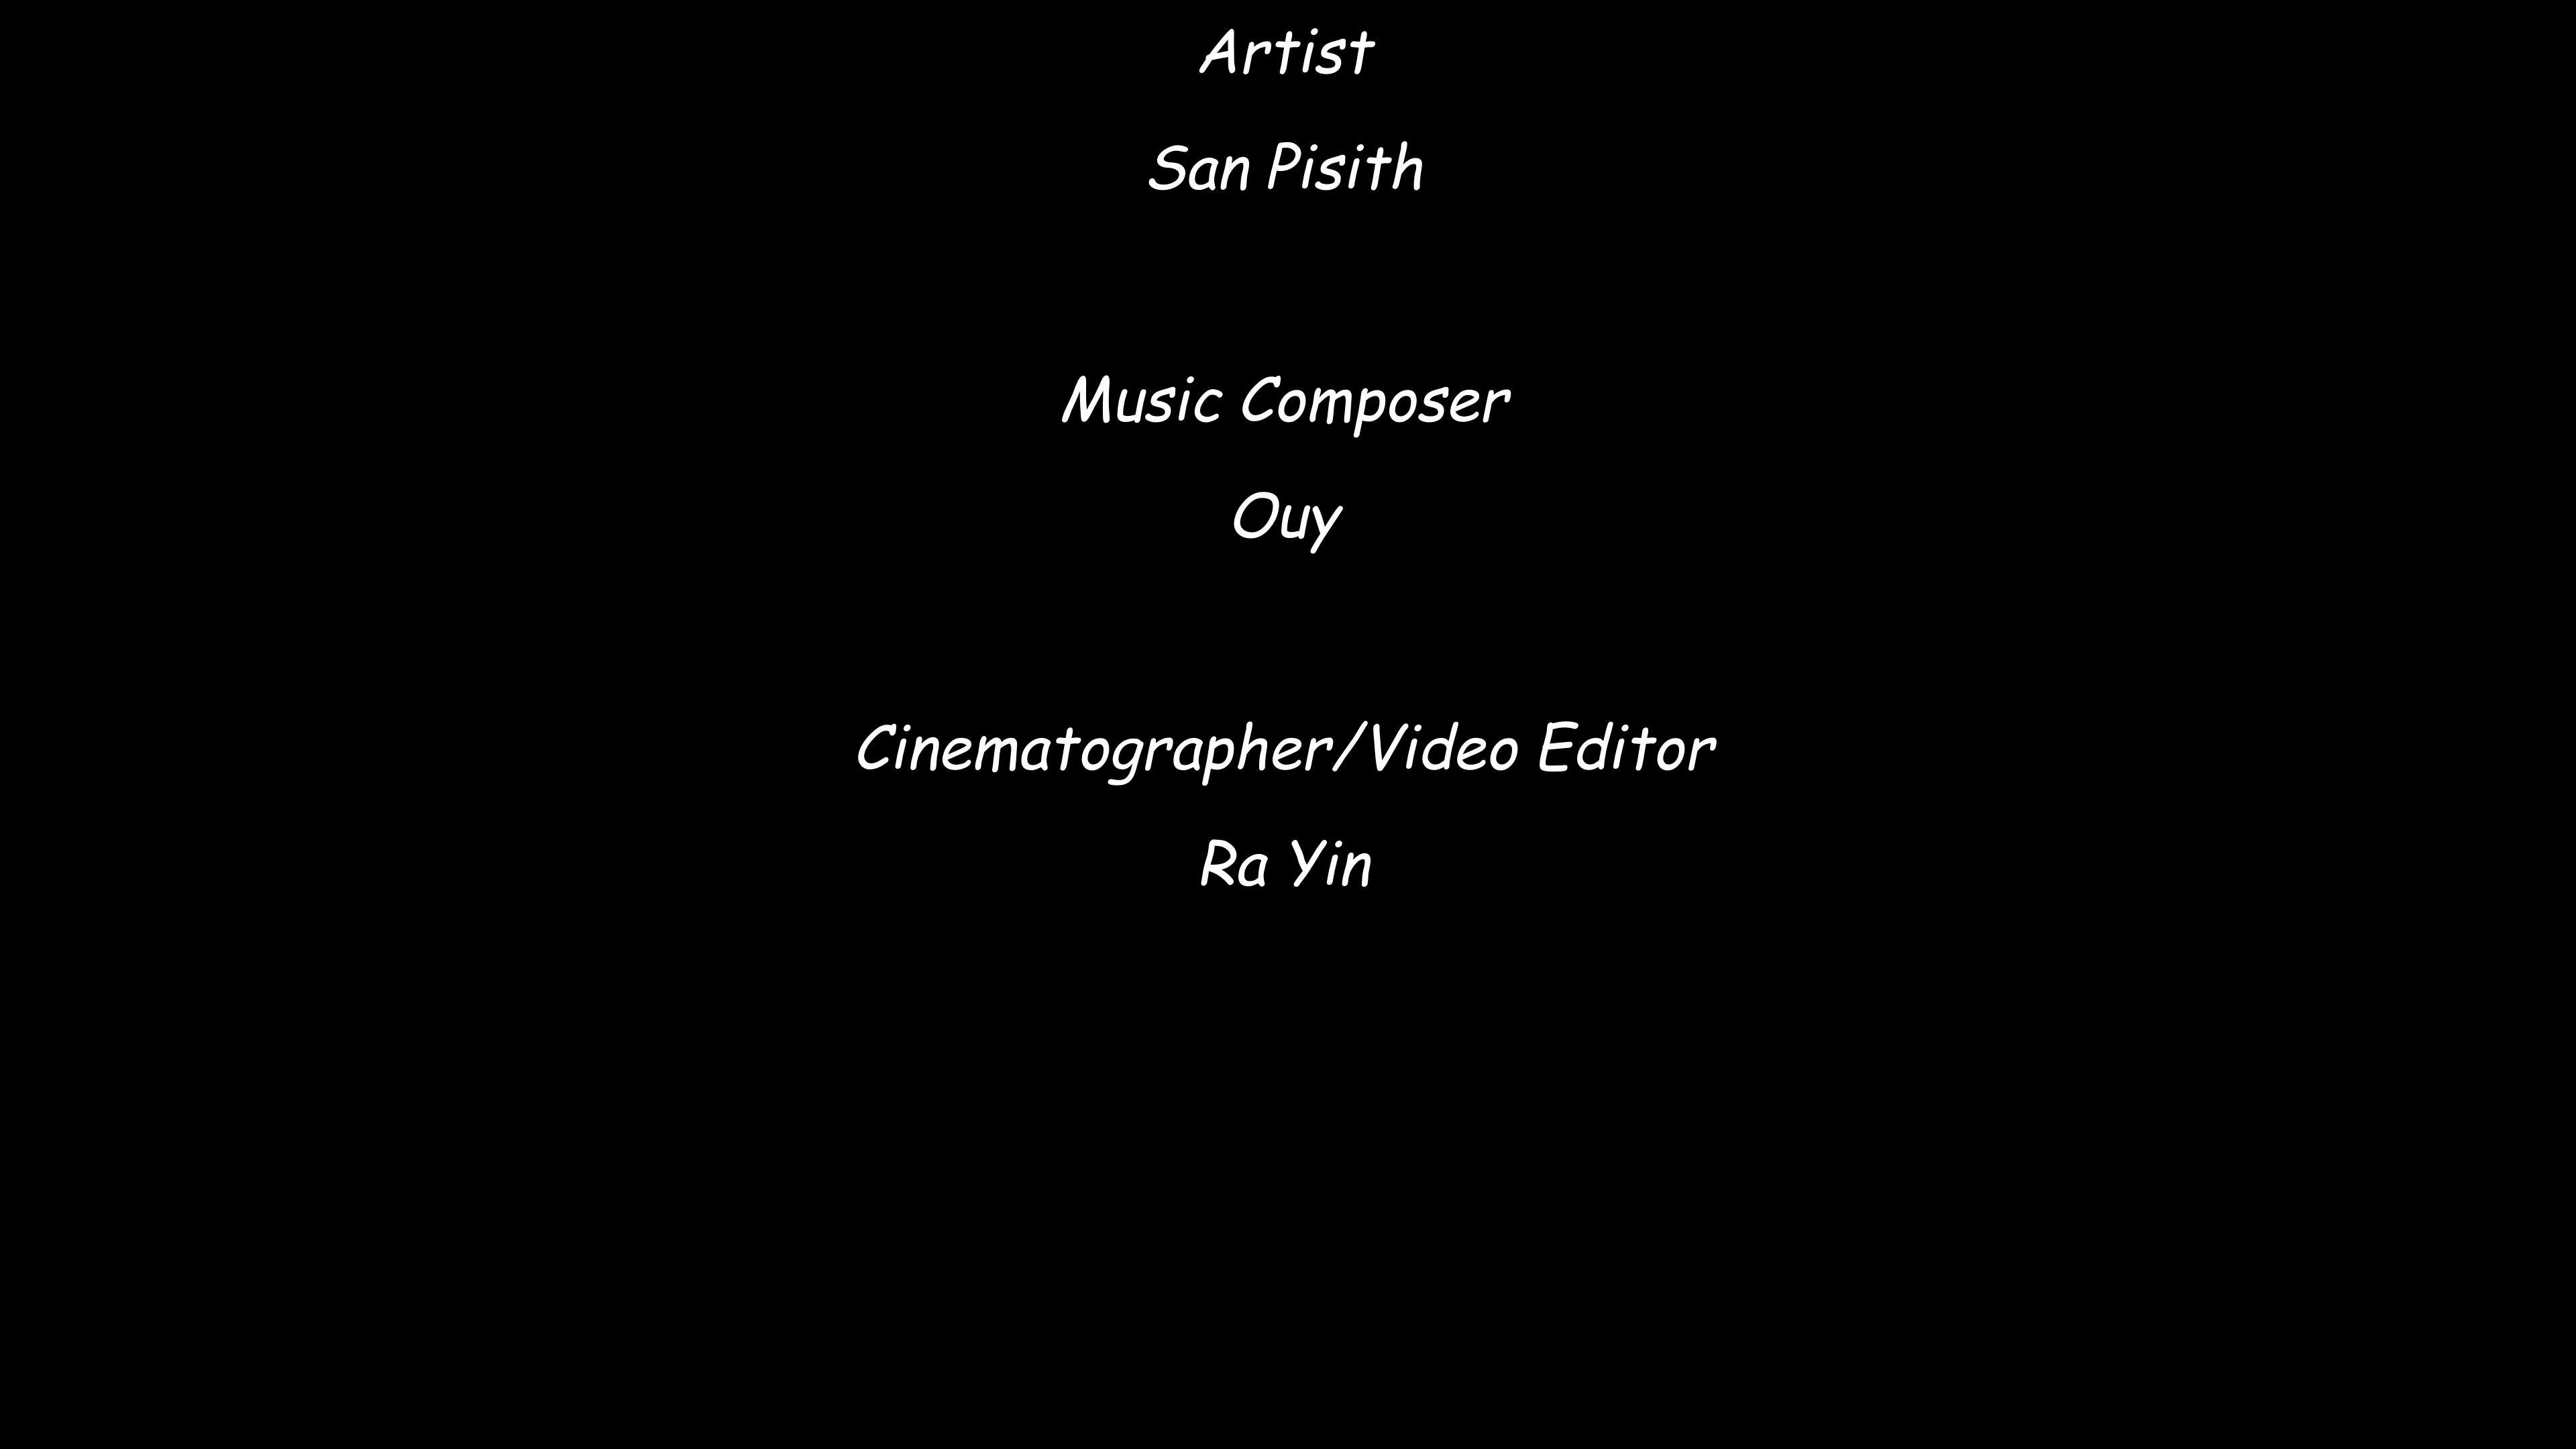 Artist
San Pisith
Music Composer
Ouy
Cinematographer/Video Editor
Ra Yin